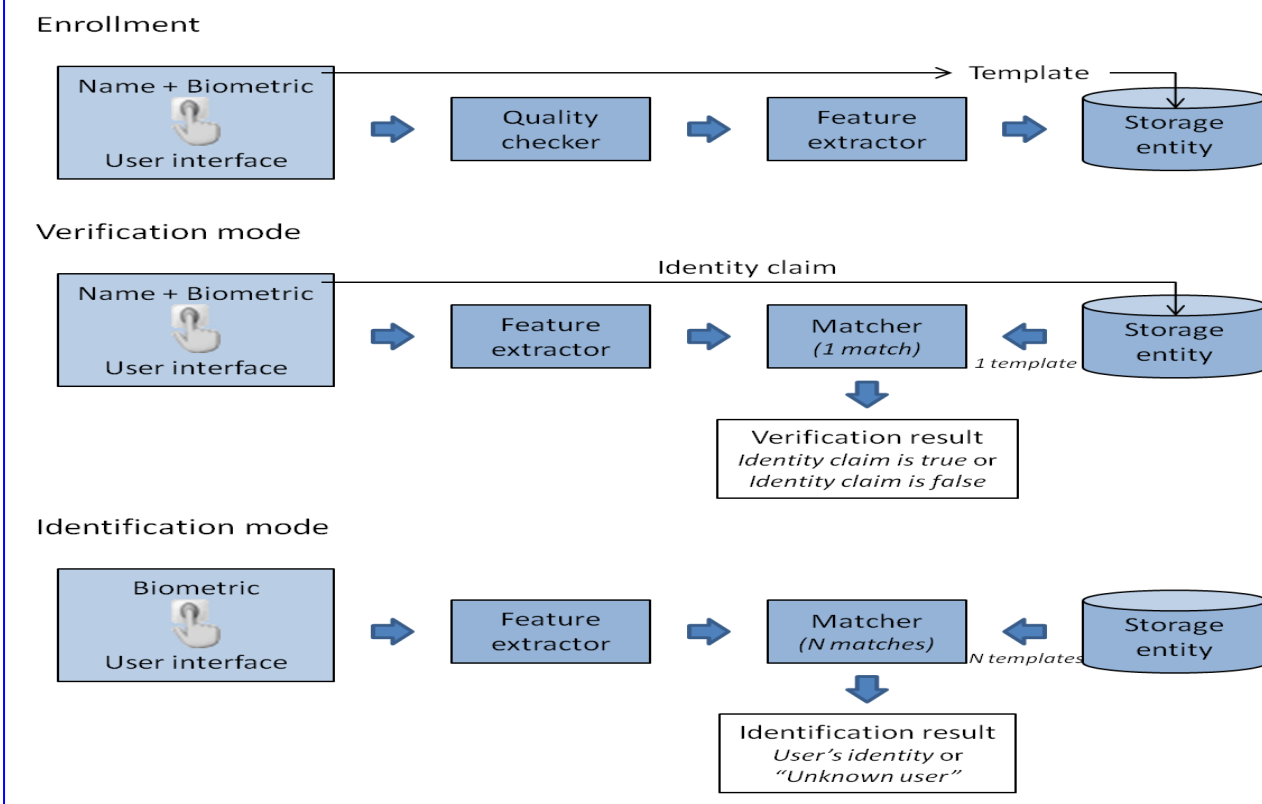 Enrollment
Name + Biometric
User interface
Quality
checker
Feature
extractor
Template
Storage
entity
Verification mode
Name + Biometric
User interface
Identity claim
Feature
extractor
Matcher
(1 match)
1 template
Storage
entity
Verification result
Identity claim is true or
Identity claim is false
Identification mode
Biometric
User interface
Feature
extractor
Matcher
(N matches)
N templates
Storage
entity
Identification result
User’s identity or
“Unknown user”